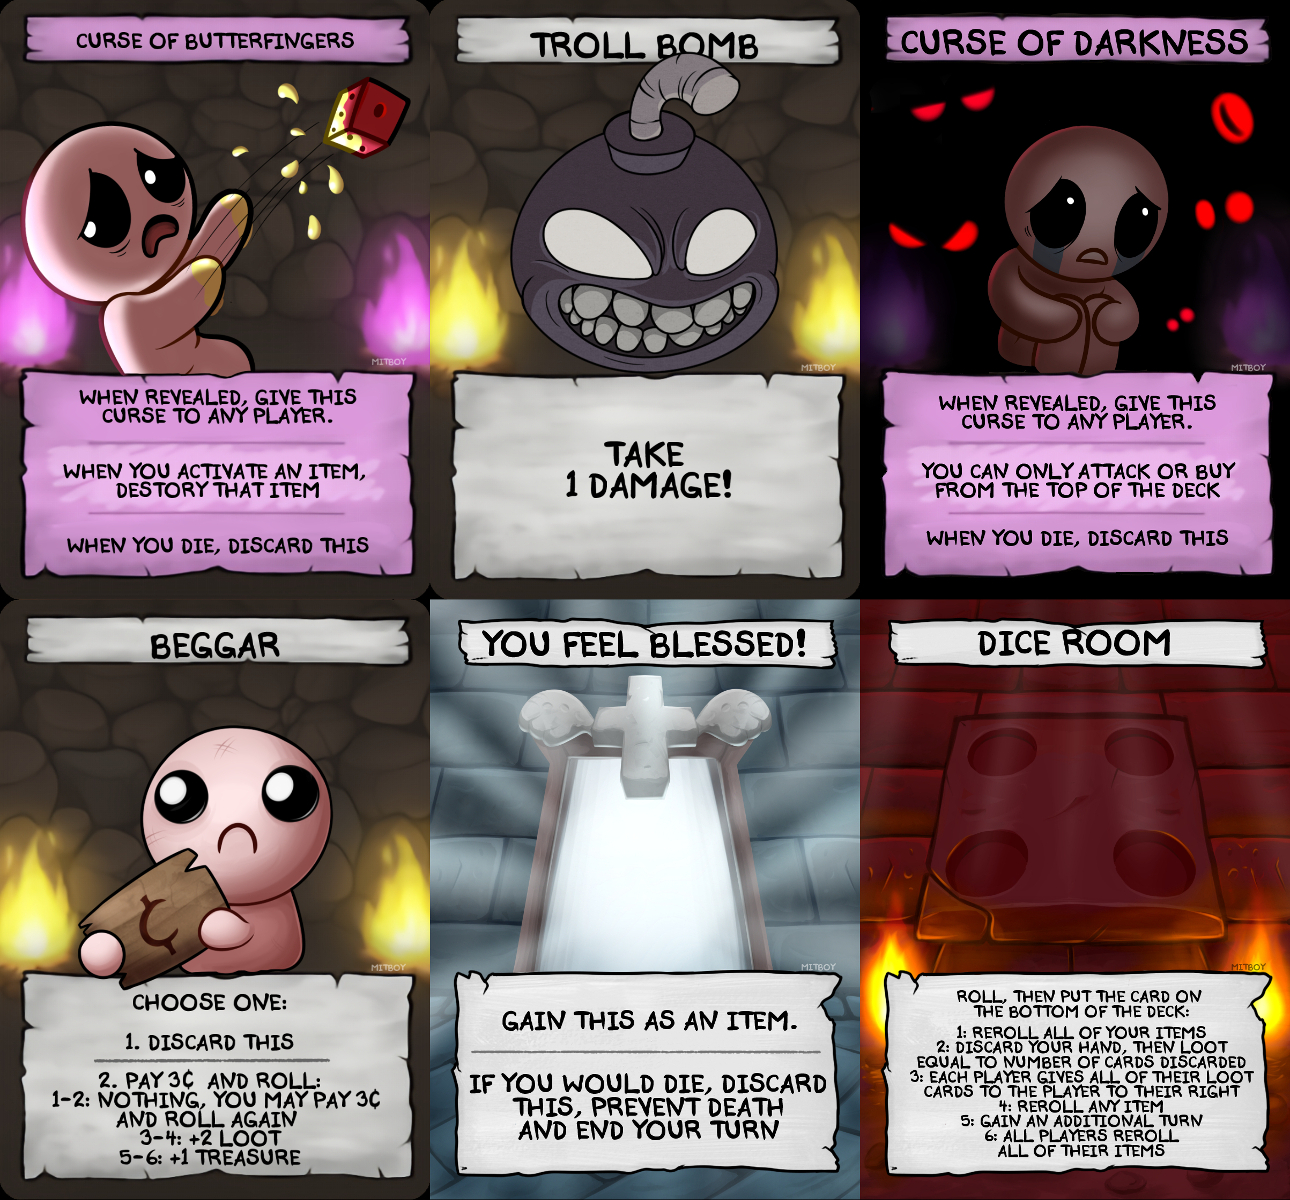 CURSE OF BUTTERFINGERS
MITBOY
WHEN REVEALED, GIVE THIS
CURSE TO ANY PLAYER.
WHEN YOU ACTIVATE AN ITEM,
DESTORY THAT ITEM
WHEN YOU DIE, DISCARD THIS
TROLL BOMB
MITBOY
TAKE
1 DAMAGE!
CURSE OF DARKNESS
MITBOY
WHEN REVEALED, GIVE THIS
CURSE TO ANY PLAYER.
YOU CAN ONLY ATTACK OR BUY
FROM THE TOP OF THE DECK
WHEN YOU DIE, DISCARD THIS
BEGGAR
MITBOY
CHOOSE ONE:
1. DISCARD THIS
2. PAY 3¢ AND ROLL:
1-2: NOTHING, YOU MAY PAY 3¢
AND ROLL AGAIN
3-4: +2 LOOT
5-6: +1 TREASURE
YOU FEEL BLESSED!
MITBOY
GAIN THIS AS AN ITEM.
IF YOU WOULD DIE, DISCARD
THIS, PREVENT DEATH
AND END YOUR TURN
DICE ROOM
MITBOY
ROLL, THEN PUT THE CARD ON
THE BOTTOM OF THE DECK:
1: REROLL ALL OF YOUR ITEMS
2: DISCARD YOUR HAND, THEN LOOT
EQUAL TO NUMBER OF CARDS DISCARDED
3: EACH PLAYER GIVES ALL OF THEIR LOOT
CARDS TO THE PLAYER TO THEIR RIGHT
4: REROLL ANY ITEM
5: GAIN AN ADDITIONAL TURN
6: ALL PLAYERS REROLL
ALL OF THEIR ITEMS